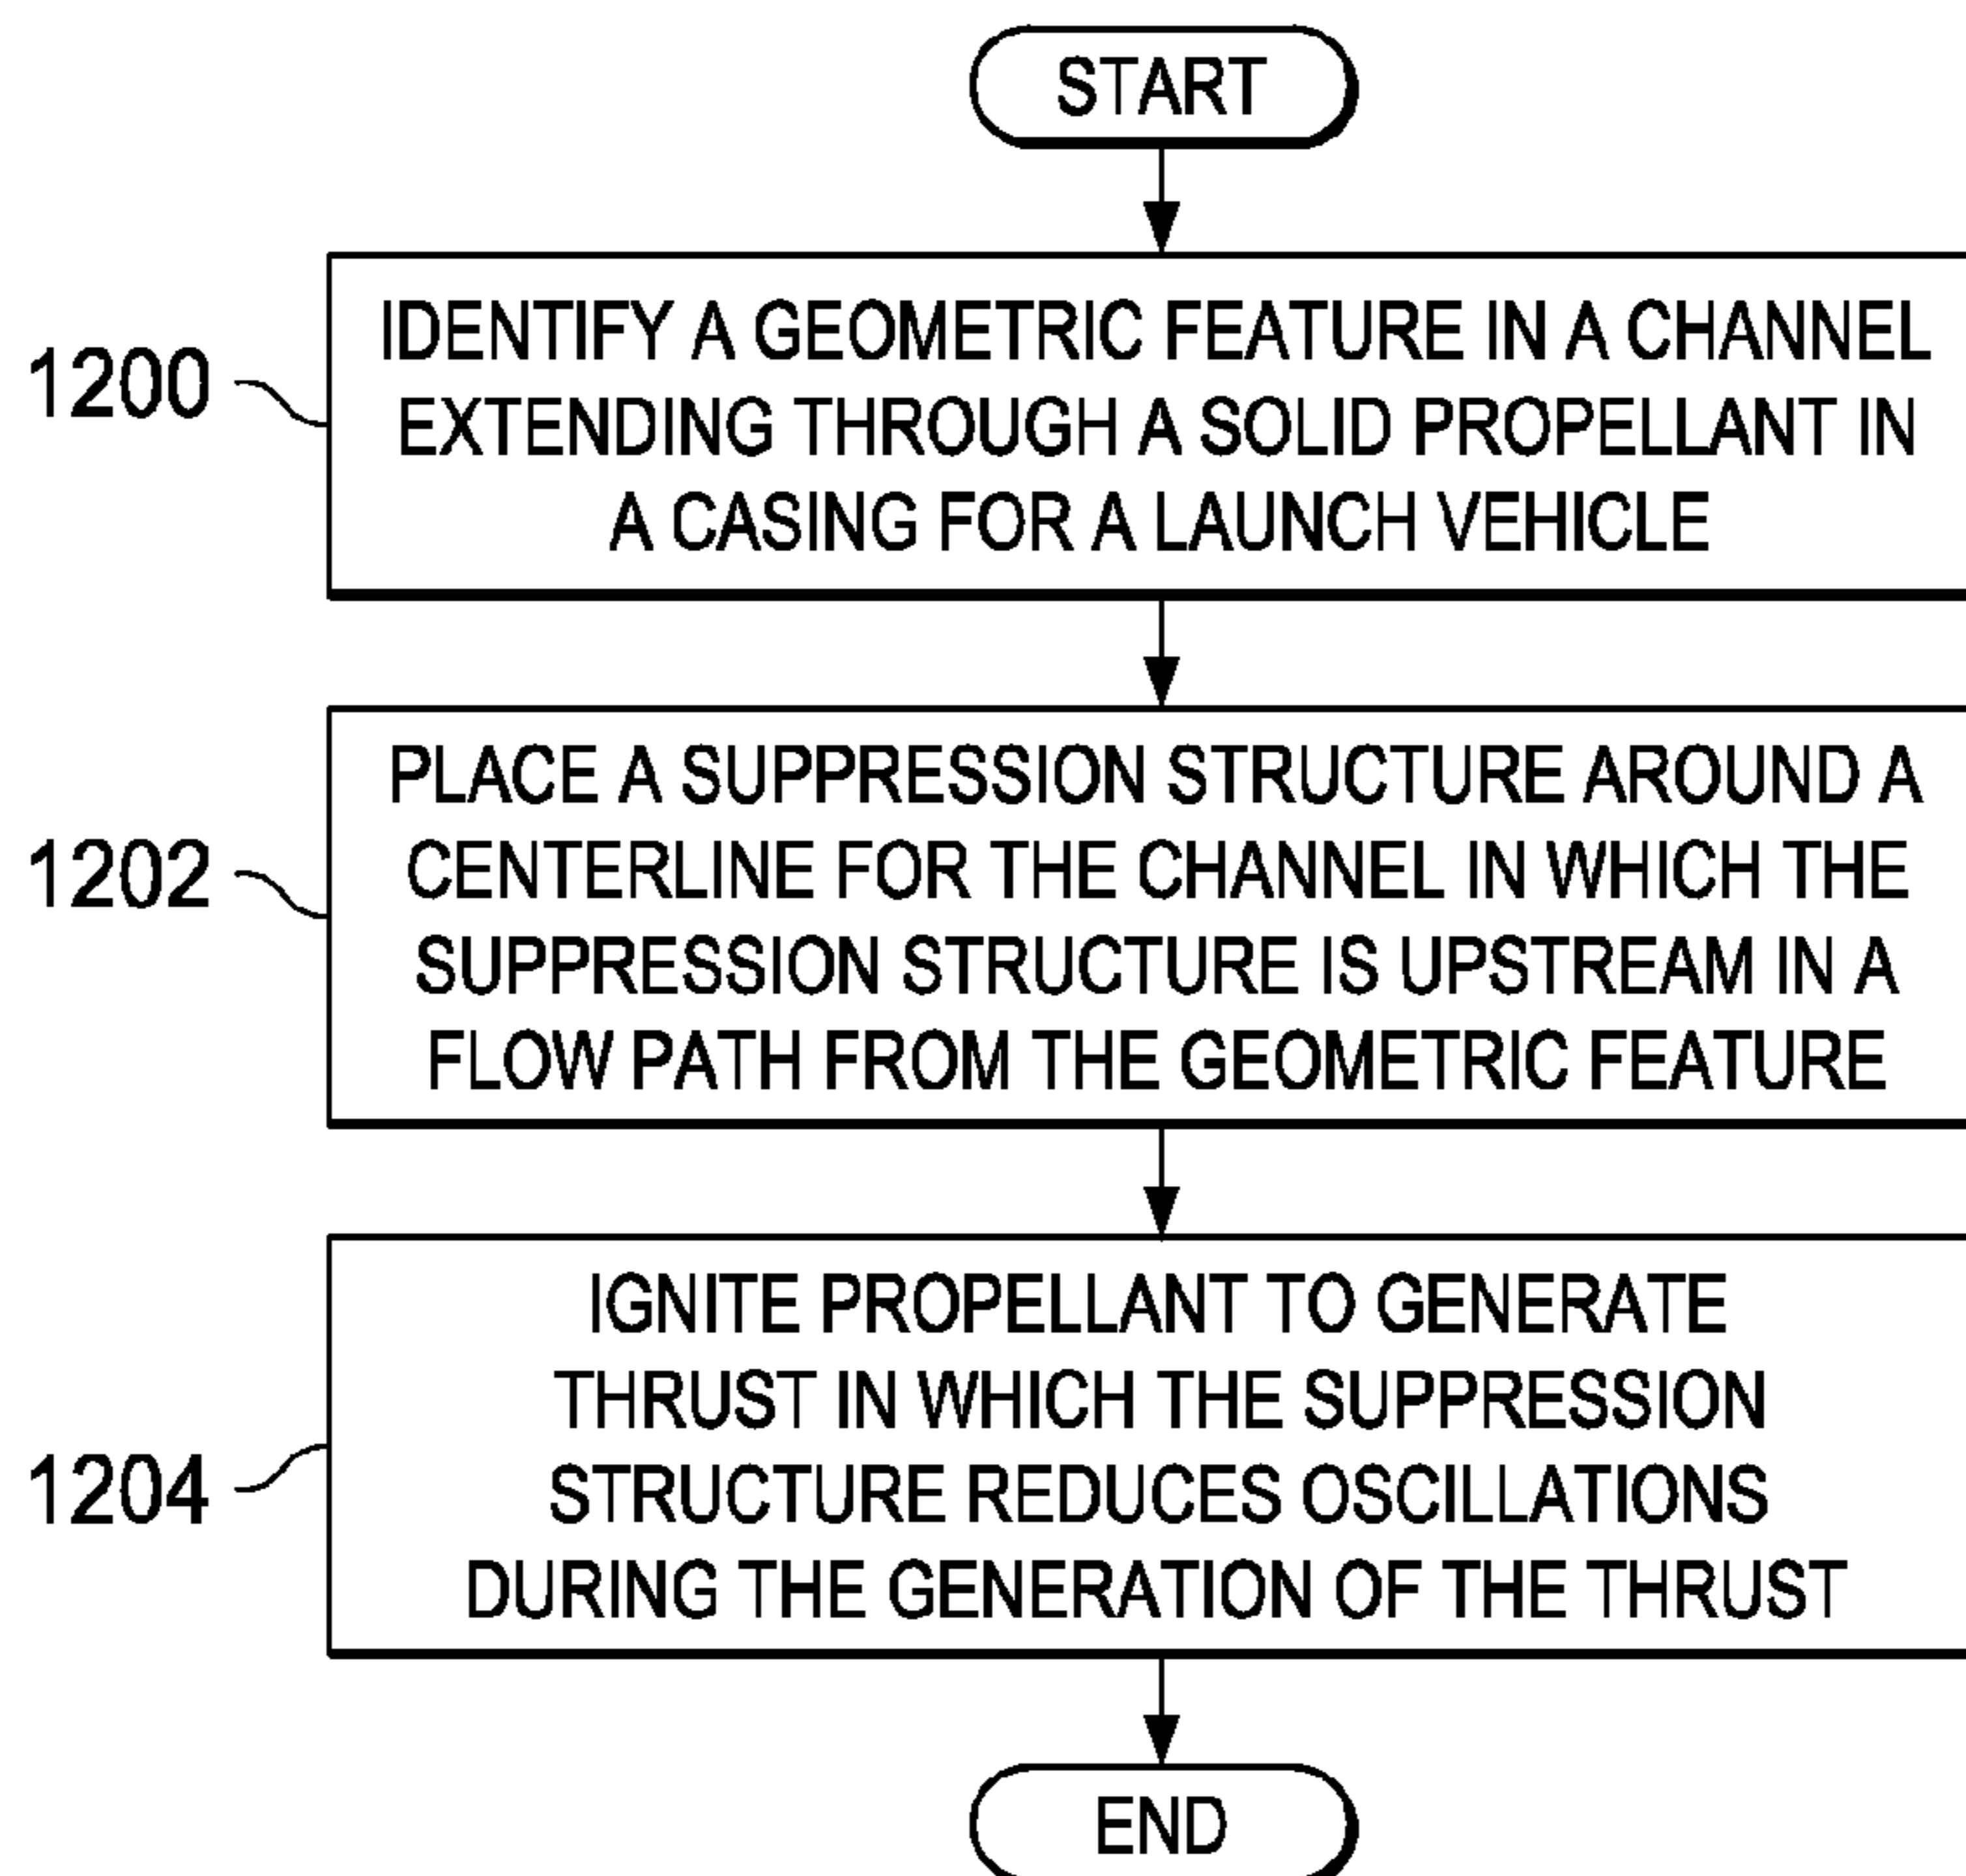 START
1200
IDENTIFY A GEOMETRIC FEATURE IN A CHANNEL
EXTENDING THROUGH A SOLID PROPELLANT IN
A CASING FOR A LAUNCH VEHICLE
1202
PLACE A SUPPRESSION STRUCTURE AROUND A
CENTERLINE FOR THE CHANNEL IN WHICH THE
SUPPRESSION STRUCTURE IS UPSTREAM IN A
FLOW PATH FROM THE GEOMETRIC FEATURE
1204
IGNITE PROPELLANT TO GENERATE
THRUST IN WHICH THE SUPPRESSION
STRUCTURE REDUCES OSCILLATIONS
DURING THE GENERATION OF THE THRUST
END